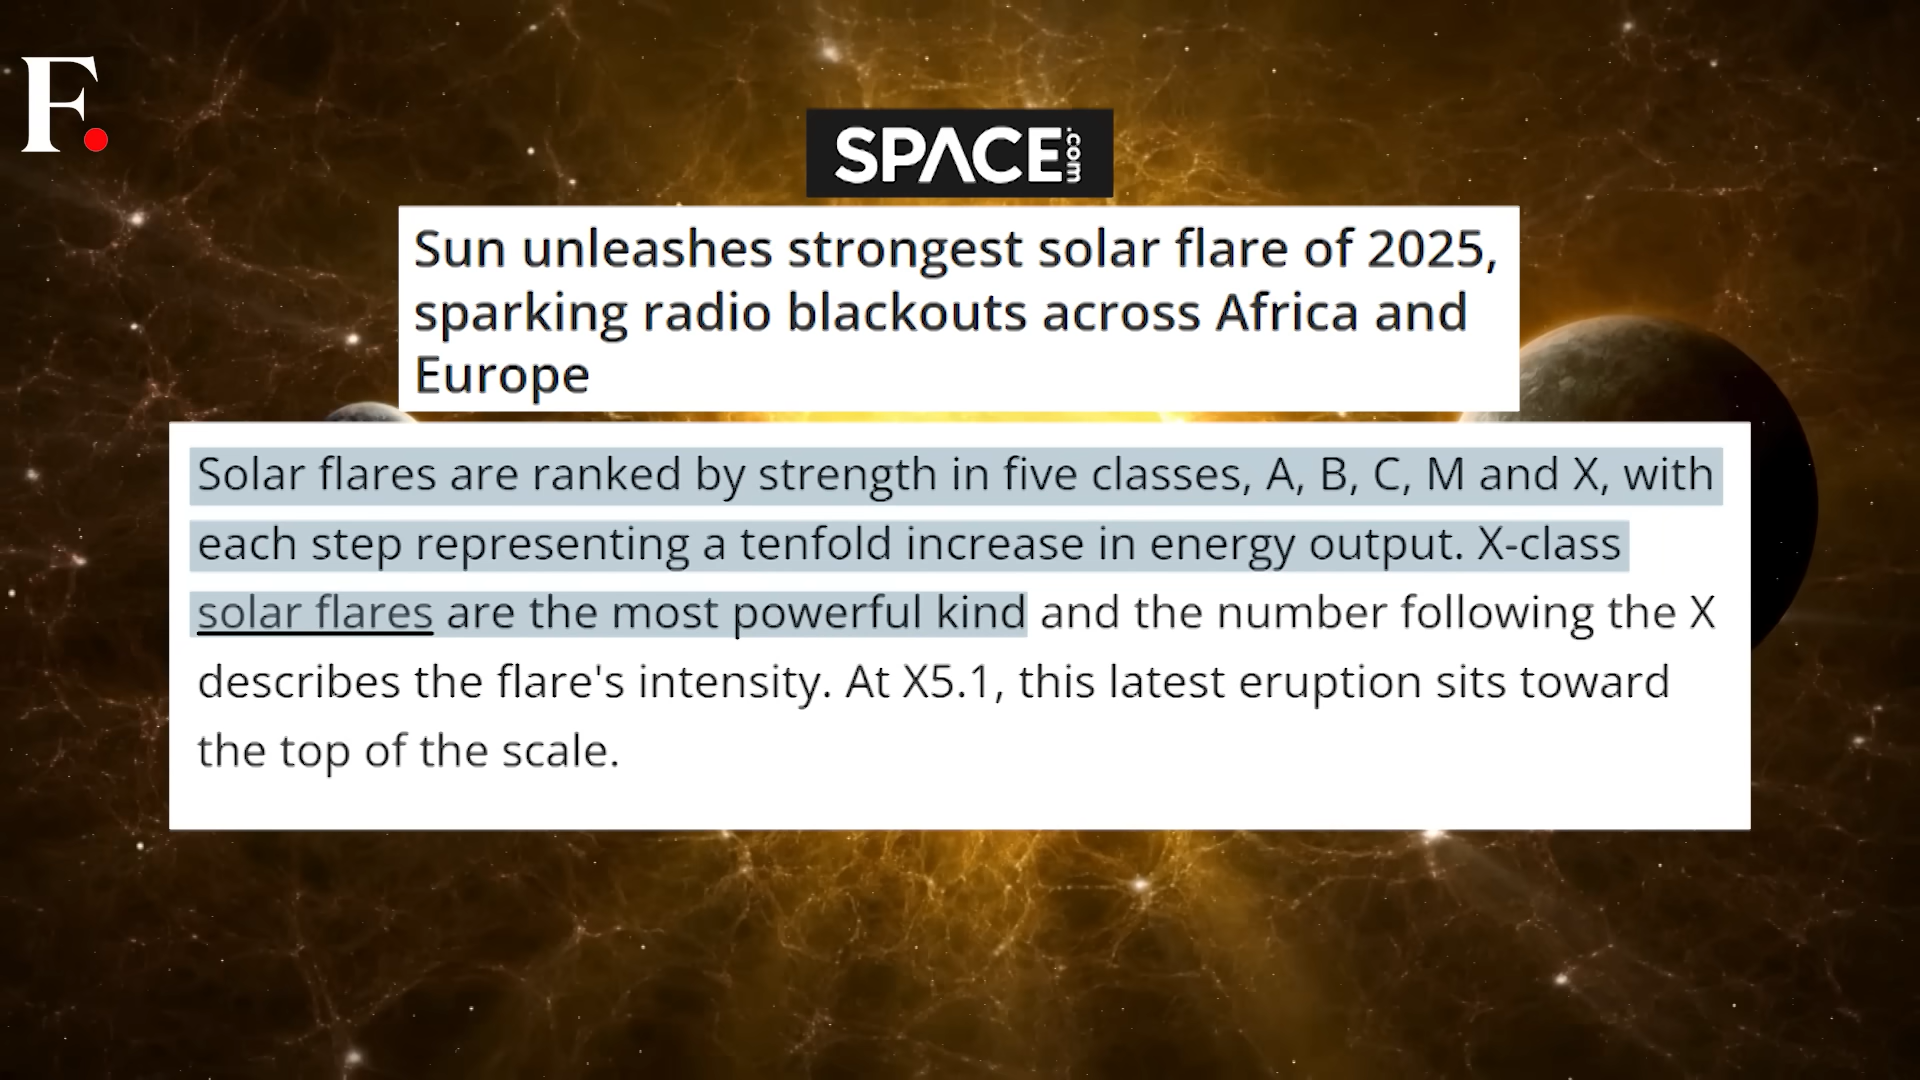 F.
SPACE.com
Sun unleashes strongest solar flare of 2025,
sparking radio blackouts across Africa and
Europe
Solar flares are ranked by strength in five classes, A, B, C, M and X, with
each step representing a tenfold increase in energy output. X-class
solar flares are the most powerful kind and the number following the X
describes the flare's intensity. At X5.1, this latest eruption sits toward
the top of the scale.